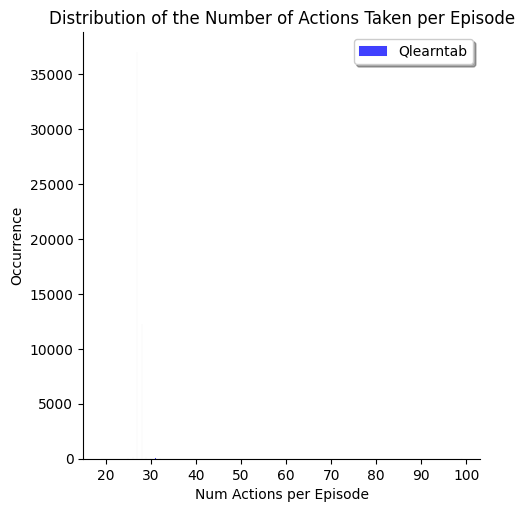 Distribution of the Number of Actions Taken per Episode
Qlearntab
35000
30000
25000
20000
15000
10000
5000
0
Occurrence
20 30 40 50 60 70 80 90 100
Num Actions per Episode